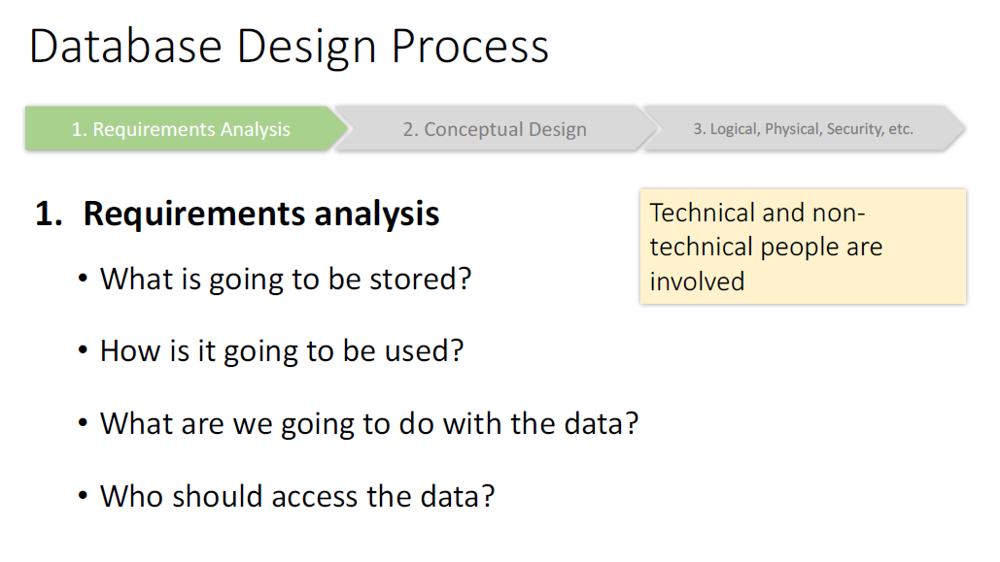 Database Design Process
1. Requirements Analysis
2. Conceptual Design
3. Logical, Physical, Security, etc.
1. Requirements analysis
Technical and non-
technical people are
involved
• What is going to be stored?
• How is it going to be used?
• What are we going to do with the data?
• Who should access the data?